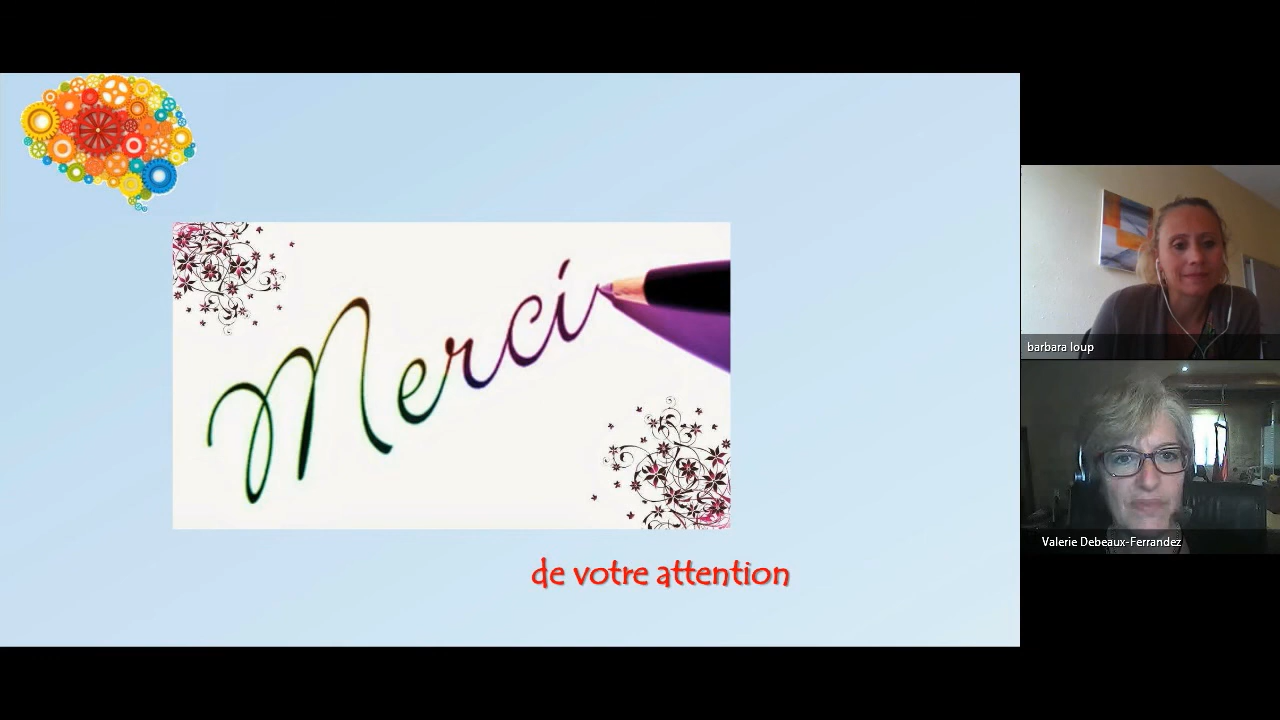 Merci
de votre attention
barbara loup
Valerie Debeaux-Ferrandez